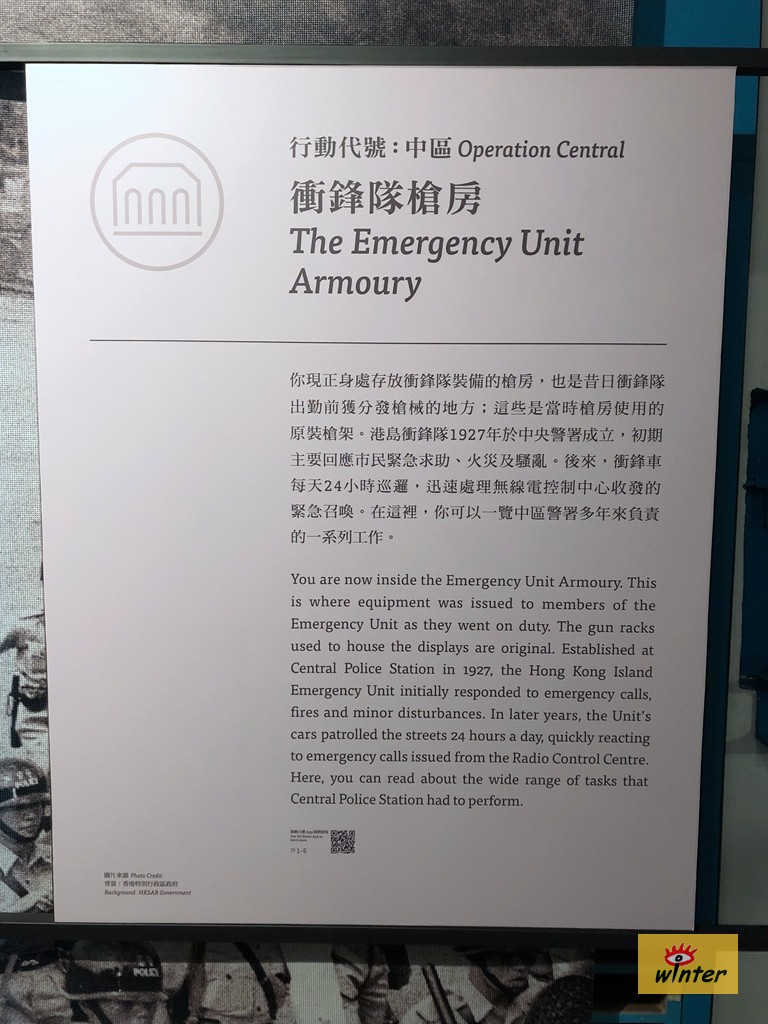 行動代號：中區 Operation Central
衝鋒隊槍房
The Emergency Unit
Armoury
你現正身處存放衝鋒隊裝備的槍房，也是昔日衝鋒隊
出勤前獲分發槍械的地方；這些是當時槍房使用的
原裝槍架。港島衝鋒隊1927年於中央警署成立，初期
主要回應市民緊急求助、火災及騷亂。後來，衝鋒車
每天24小時巡邏，迅速處理無線電控制中心收發的
緊急召喚。在這裡，你可以一覽中區警署多年來負責
的一系列工作。
You are now inside the Emergency Unit Armoury. This
is where equipment was issued to members of the
Emergency Unit as they went on duty. The gun racks
used to house the displays are original. Established at
Central Police Station in 1927, the Hong Kong Island
Emergency Unit initially responded to emergency calls,
fires and minor disturbances. In later years, the Unit's
cars patrolled the streets 24 hours a day, quickly reacting
to emergency calls issued from the Radio Control Centre.
Here, you can read about the wide range of tasks that
Central Police Station had to perform.
1-6
圖片來源 Photo Credit
背景：香港特別行政區政府
Background: HKSAR Government
POLICE
winter